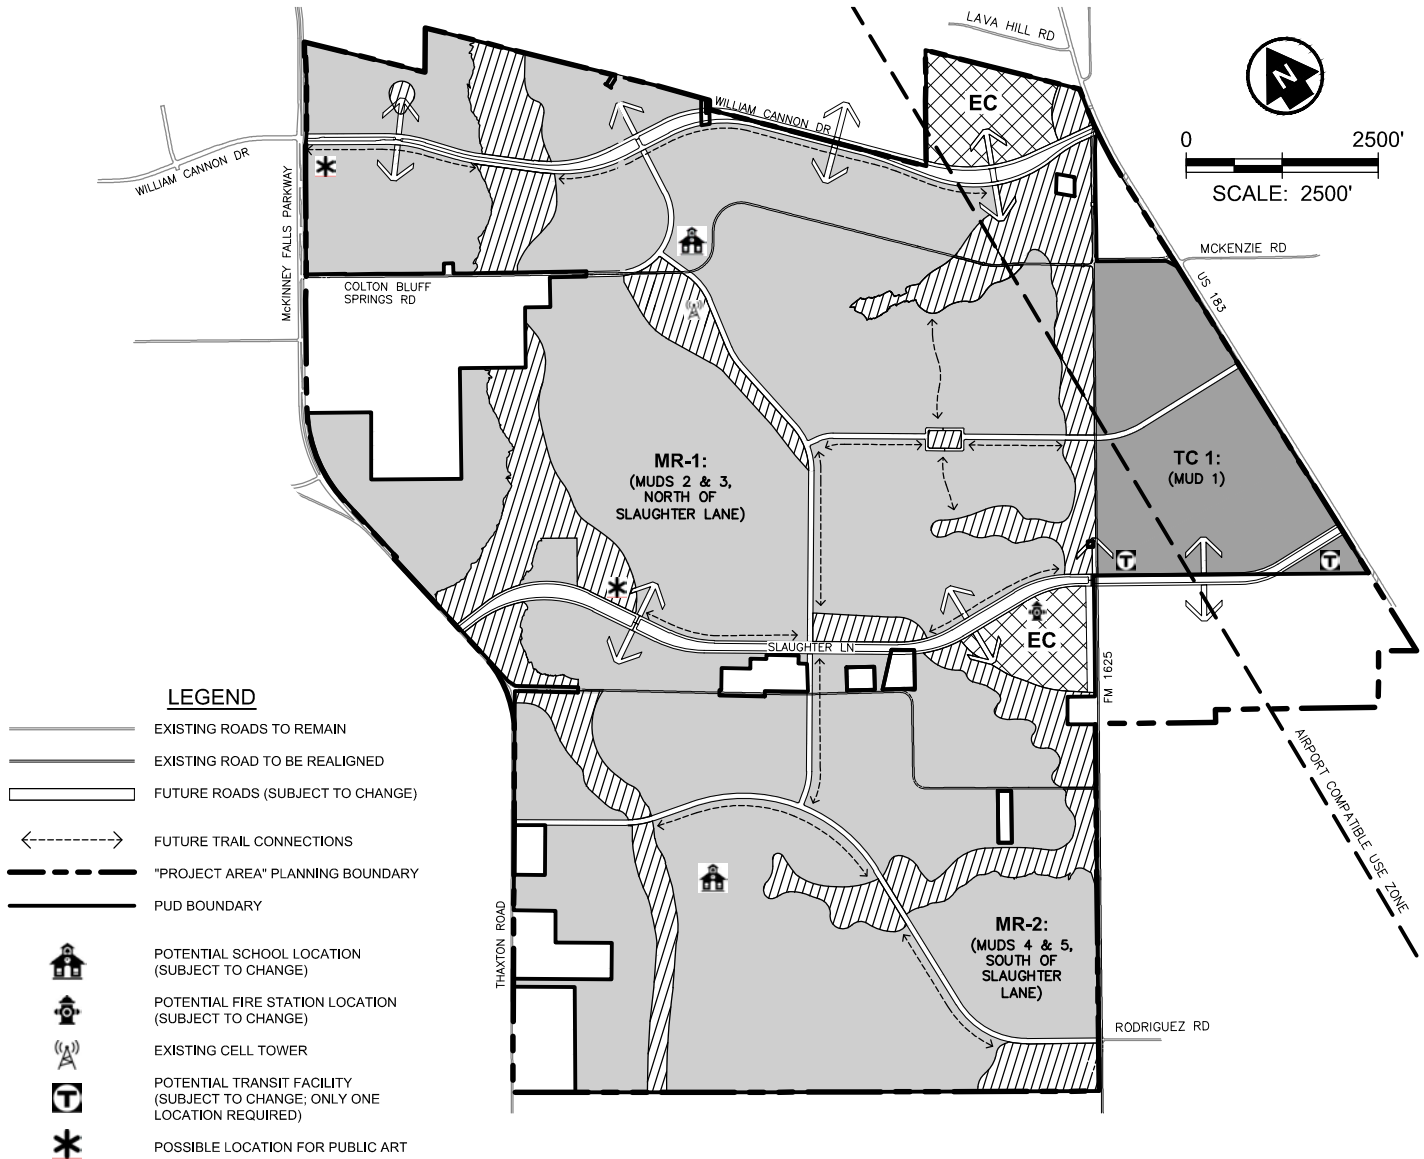 LAVA HILL RD
EC
N
WILLIAM CANNON DR
WILLIAM CANNON DR
0 2500'
SCALE: 2500'
McKINNEY FALLS PARKWAY
MCKENZIE RD
US 183
COLTON BLUFF
SPRINGS RD
MR-1:
(MUDS 2 & 3,
NORTH OF
SLAUGHTER LANE)
TC 1:
(MUD 1)
T
T
EC
SLAUGHTER LN
FM 1625
AIRPORT COMPATIBLE USE ZONE
THAXTON ROAD
MR-2:
(MUDS 4 & 5,
SOUTH OF
SLAUGHTER
LANE)
RODRIGUEZ RD
LEGEND
EXISTING ROADS TO REMAIN
EXISTING ROAD TO BE REALIGNED
FUTURE ROADS (SUBJECT TO CHANGE)
FUTURE TRAIL CONNECTIONS
"PROJECT AREA" PLANNING BOUNDARY
PUD BOUNDARY
POTENTIAL SCHOOL LOCATION
(SUBJECT TO CHANGE)
POTENTIAL FIRE STATION LOCATION
(SUBJECT TO CHANGE)
EXISTING CELL TOWER
T
POTENTIAL TRANSIT FACILITY
(SUBJECT TO CHANGE; ONLY ONE
LOCATION REQUIRED)
POSSIBLE LOCATION FOR PUBLIC ART